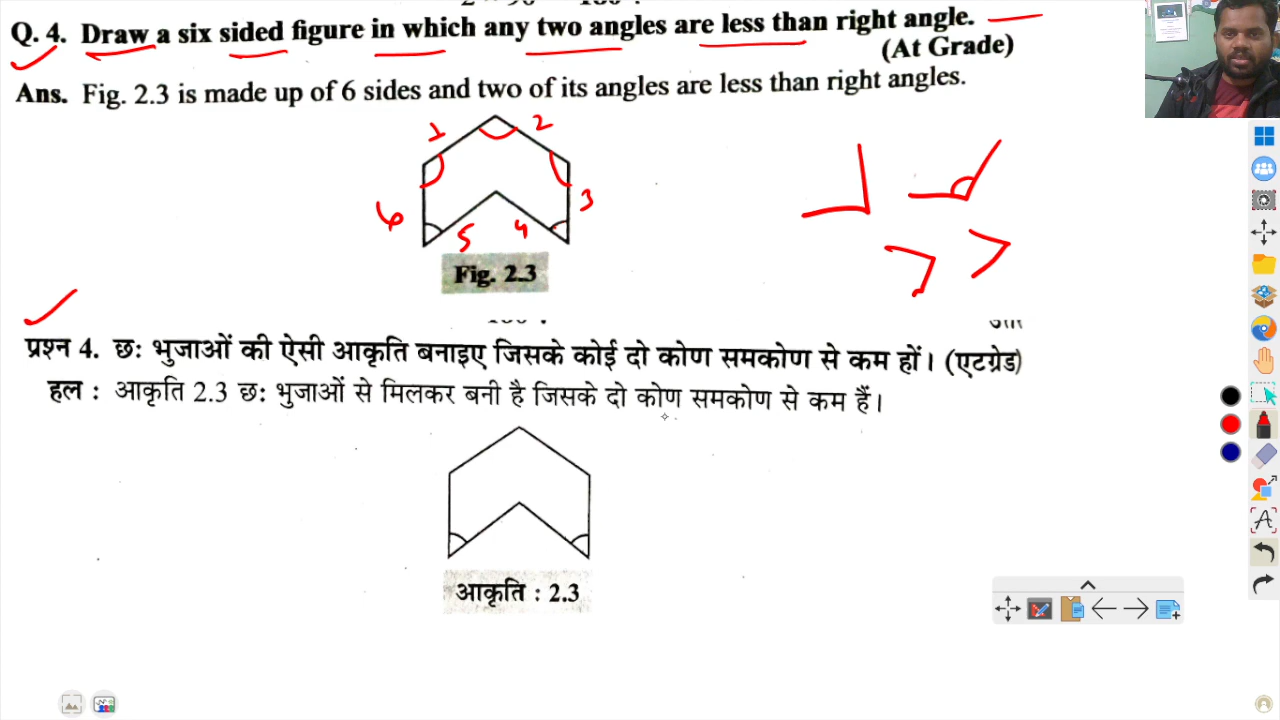 Q. 4. Draw a six sided figure in which any two angles are less than right angle.
(At Grade)
Ans. Fig. 2.3 is made up of 6 sides and two of its angles are less than right angles.
1 2
6 3
5 4
Fig. 2.3
प्रश्न 4. छः भुजाओं की ऐसी आकृति बनाइए जिसके कोई दो कोण समकोण से कम हों। (एटग्रेड)
हल : आकृति 2.3 छः भुजाओं से मिलकर बनी है जिसके दो कोण समकोण से कम हैं।
आकृति : 2.3